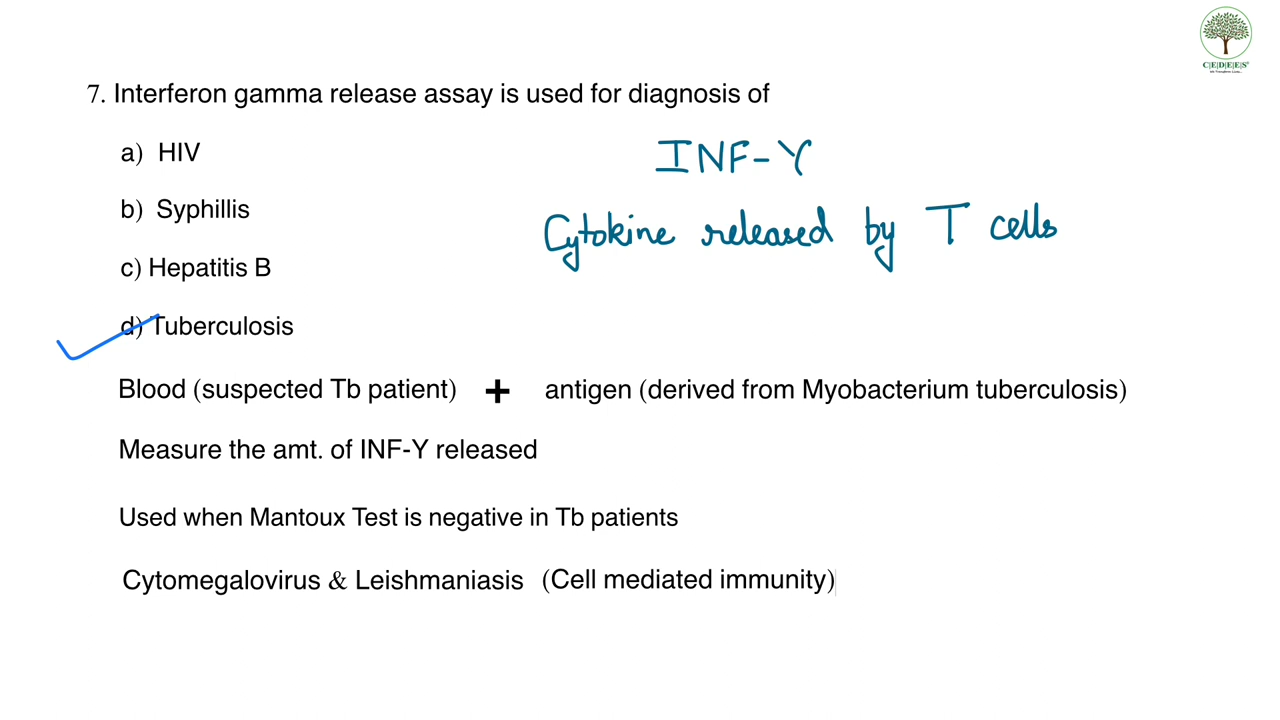 C|E|D|E|E|S
7. Interferon gamma release assay is used for diagnosis of
a) HIV
INF-γ
b) Syphillis
Cytokine released by T cells
c) Hepatitis B
d) Tuberculosis
Blood (suspected Tb patient) + antigen (derived from Myobacterium tuberculosis)
Measure the amt. of INF-Y released
Used when Mantoux Test is negative in Tb patients
Cytomegalovirus & Leishmaniasis (Cell mediated immunity)